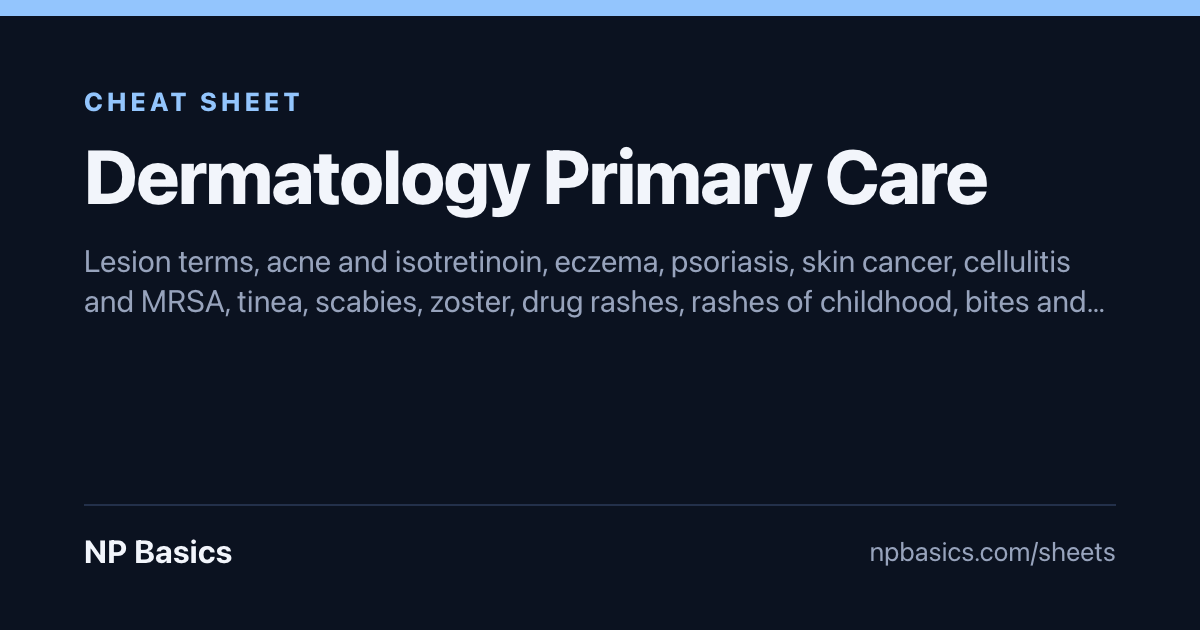 CHEAT SHEET
Dermatology Primary Care
Lesion terms, acne and isotretinoin, eczema, psoriasis, skin cancer, cellulitis
and MRSA, tinea, scabies, zoster, drug rashes, rashes of childhood, bites and...
NP Basics
npbasics.com/sheets